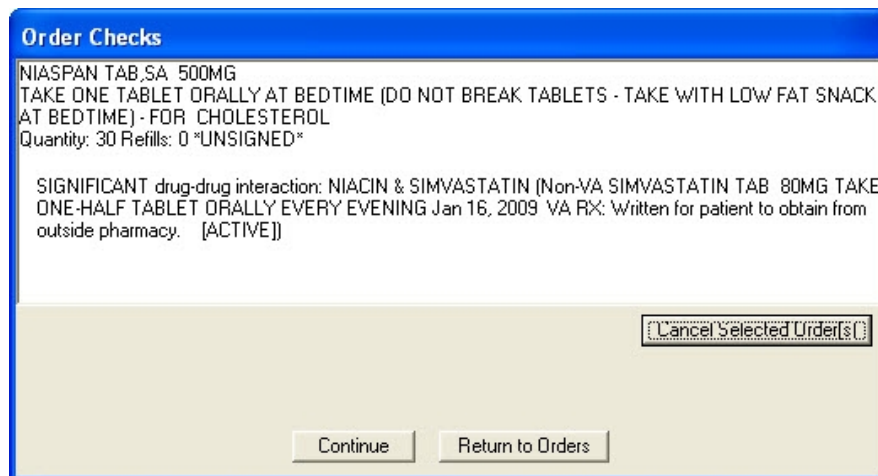 Order Checks
NIASPAN TAB,SA 500MG
TAKE ONE TABLET ORALLY AT BEDTIME (DO NOT BREAK TABLETS - TAKE WITH LOW FAT SNACK
AT BEDTIME) - FOR CHOLESTEROL
Quantity: 30 Refills: 0 *UNSIGNED*
SIGNIFICANT drug-drug interaction: NIACIN & SIMVASTATIN (Non-VA SIMVASTATIN TAB 80MG TAKE
ONE-HALF TABLET ORALLY EVERY EVENING Jan 16, 2009 VA RX: Written for patient to obtain from
outside pharmacy. [ACTIVE])
Cancel Selected Order(s)
Continue Return to Orders